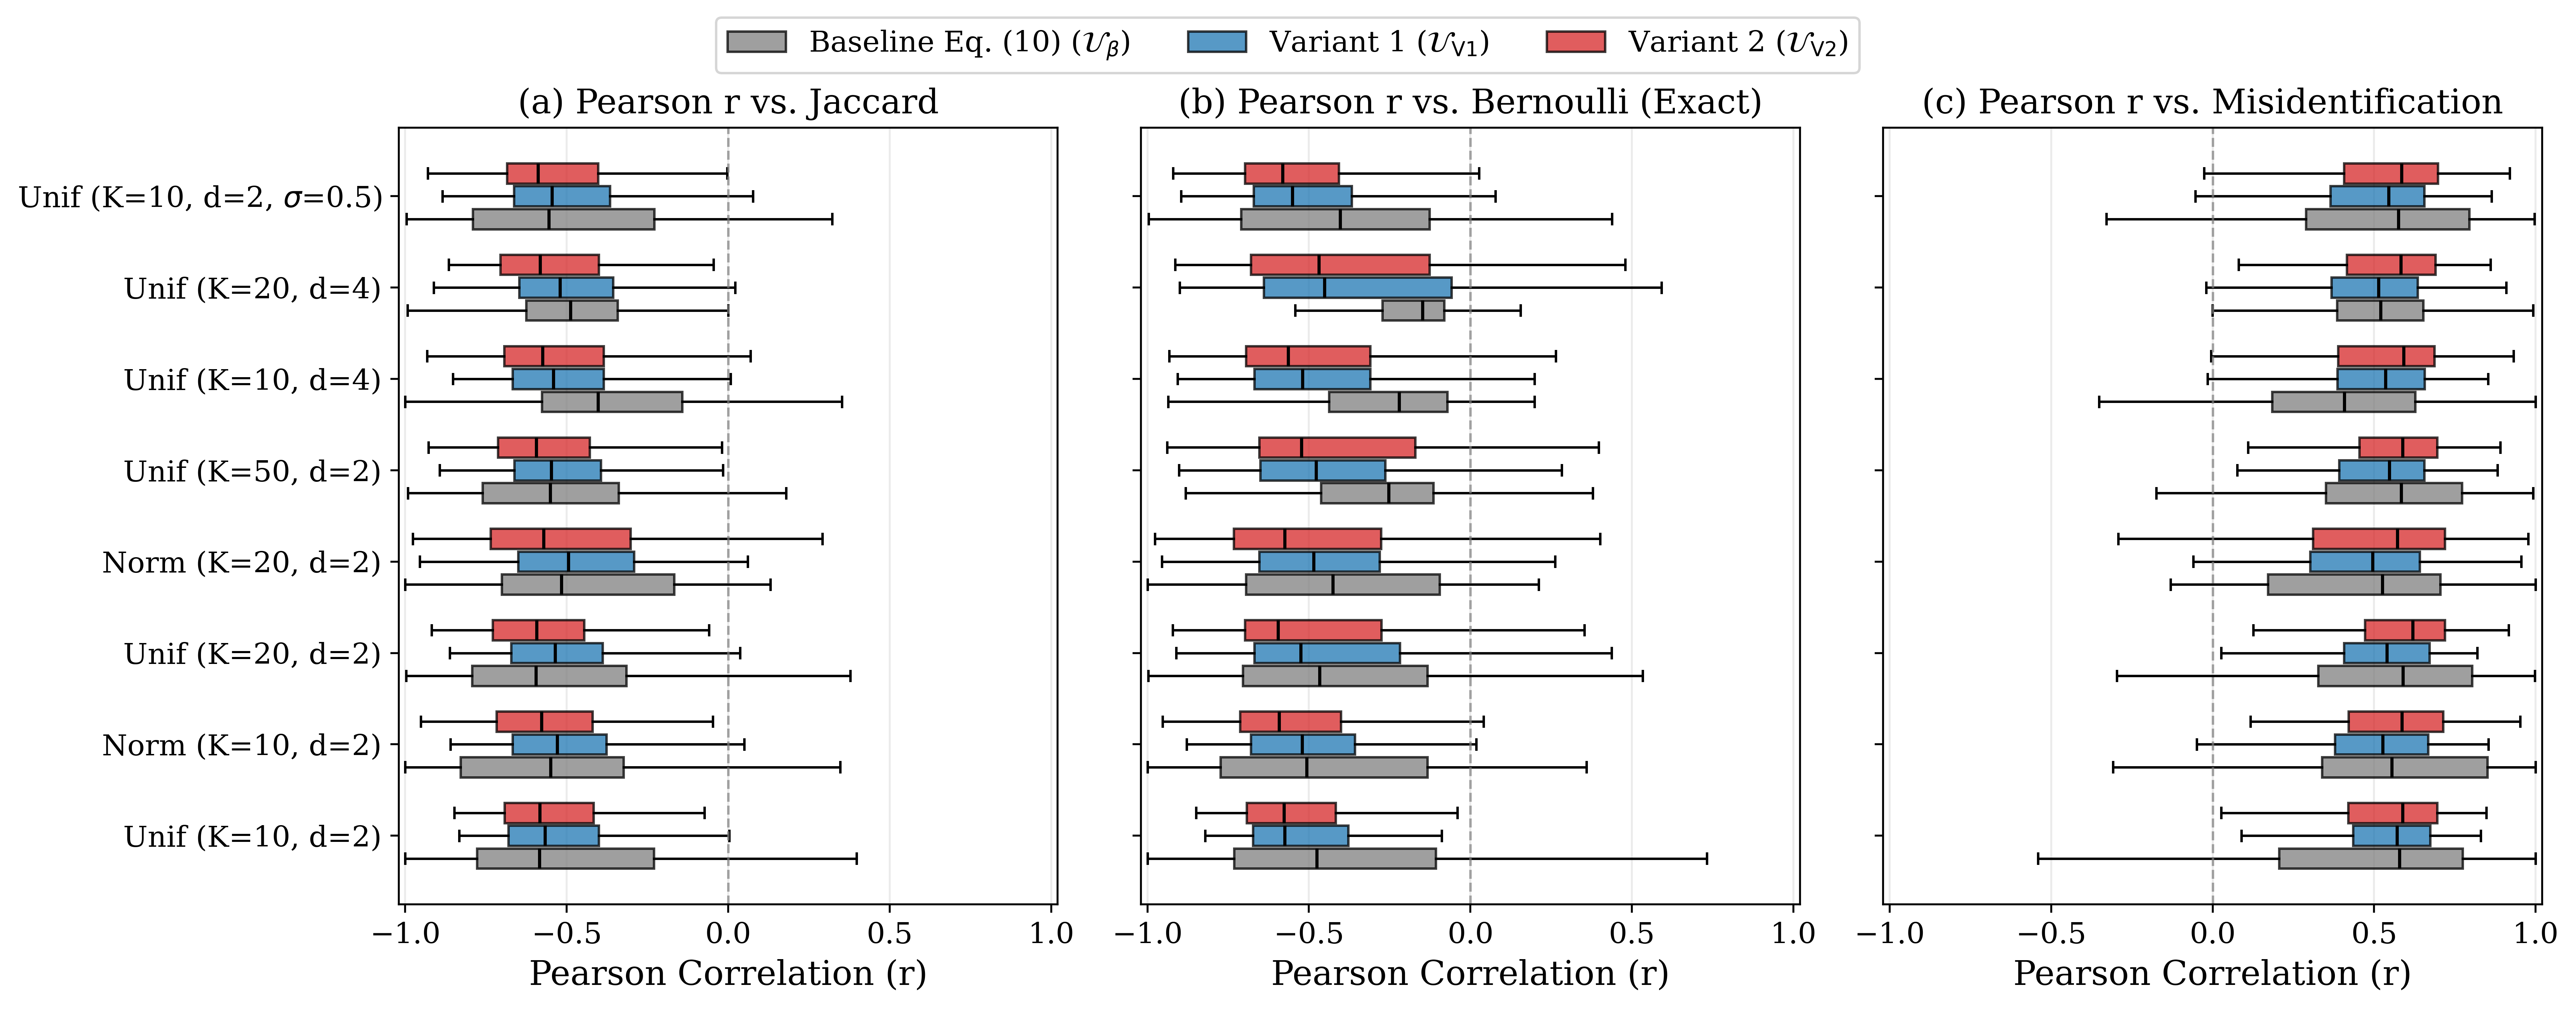 Baseline Eq. (10) (𝒰β) Variant 1 (𝒰V1) Variant 2 (𝒰V2)
(a) Pearson r vs. Jaccard
(b) Pearson r vs. Bernoulli (Exact)
(c) Pearson r vs. Misidentification
Unif (K=10, d=2, σ=0.5)
Unif (K=20, d=4)
Unif (K=10, d=4)
Unif (K=50, d=2)
Norm (K=20, d=2)
Unif (K=20, d=2)
Norm (K=10, d=2)
Unif (K=10, d=2)
−1.0 −0.5 0.0 0.5 1.0
Pearson Correlation (r)
−1.0 −0.5 0.0 0.5 1.0
Pearson Correlation (r)
−1.0 −0.5 0.0 0.5 1.0
Pearson Correlation (r)